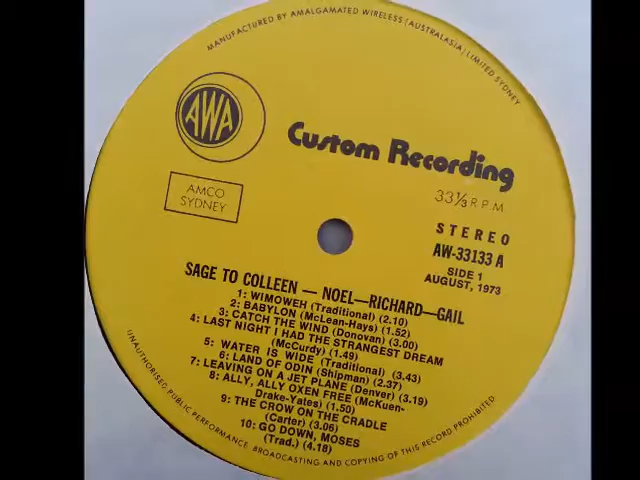 MANUFACTURED BY AMALGAMATED WIRELESS (AUSTRALASIA) LIMITED SYDNEY
AWA
Custom Recording
33⅓ R P M
AMCO
SYDNEY
STEREO
AW-33133 A
SIDE 1
AUGUST, 1973
SAGE TO COLLEEN — NOEL—RICHARD—GAIL
1: WIMOWEH (Traditional) (2.10)
2: BABYLON (McLean-Hays) (1.52)
3: CATCH THE WIND (Donovan) (3.00)
4: LAST NIGHT I HAD THE STRANGEST DREAM
(McCurdy) (1.49)
5: WATER IS WIDE (Traditional) (3.43)
6: LAND OF ODIN (Shipman) (2.37)
7: LEAVING ON A JET PLANE (Denver) (3.19)
8: ALLY, ALLY OXEN FREE (McKuen-
Drake-Yates) (1.50)
9: THE CROW ON THE CRADLE
(Carter) (3.06)
10: GO DOWN, MOSES
(Trad.) (4.18)
UNAUTHORISED PUBLIC PERFORMANCE, BROADCASTING AND COPYING OF THIS RECORD PROHIBITED